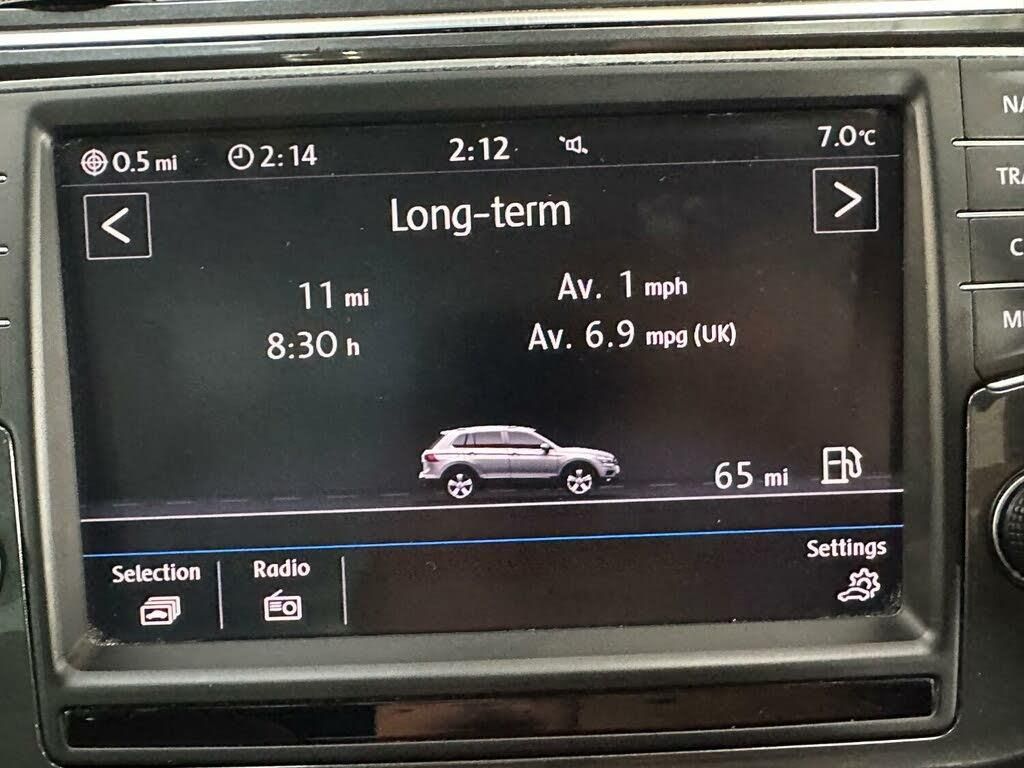 0.5 mi 2:14 2:12 7.0°C
< Long-term >
11 mi Av. 1 mph
8:30 h Av. 6.9 mpg (UK)
65 mi
Selection Radio Settings